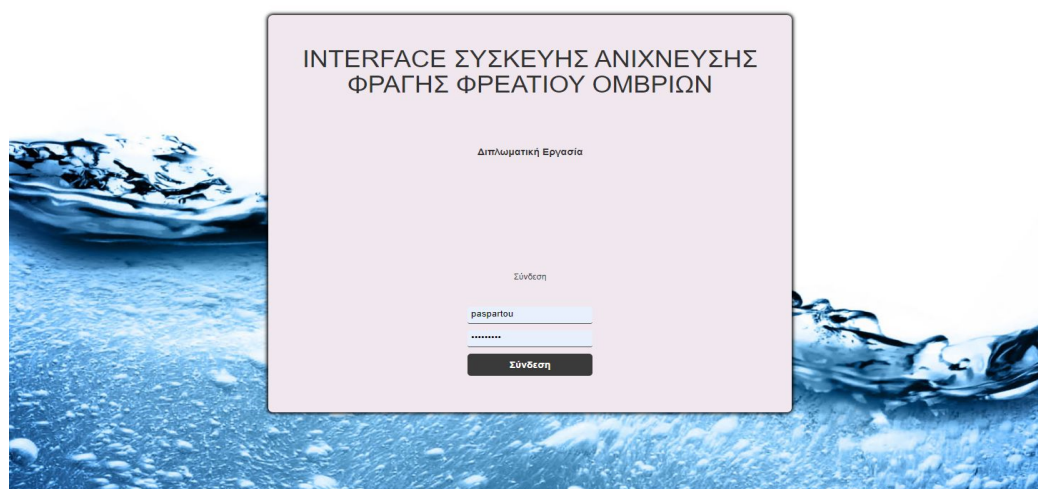 INTERFACE ΣΥΣΚΕΥΗΣ ΑΝΙΧΝΕΥΣΗΣ
ΦΡΑΓΗΣ ΦΡΕΑΤΙΟΥ ΟΜΒΡΙΩΝ
Διπλωματική Εργασία
Σύνδεση
paspartou
•••••••••
Σύνδεση